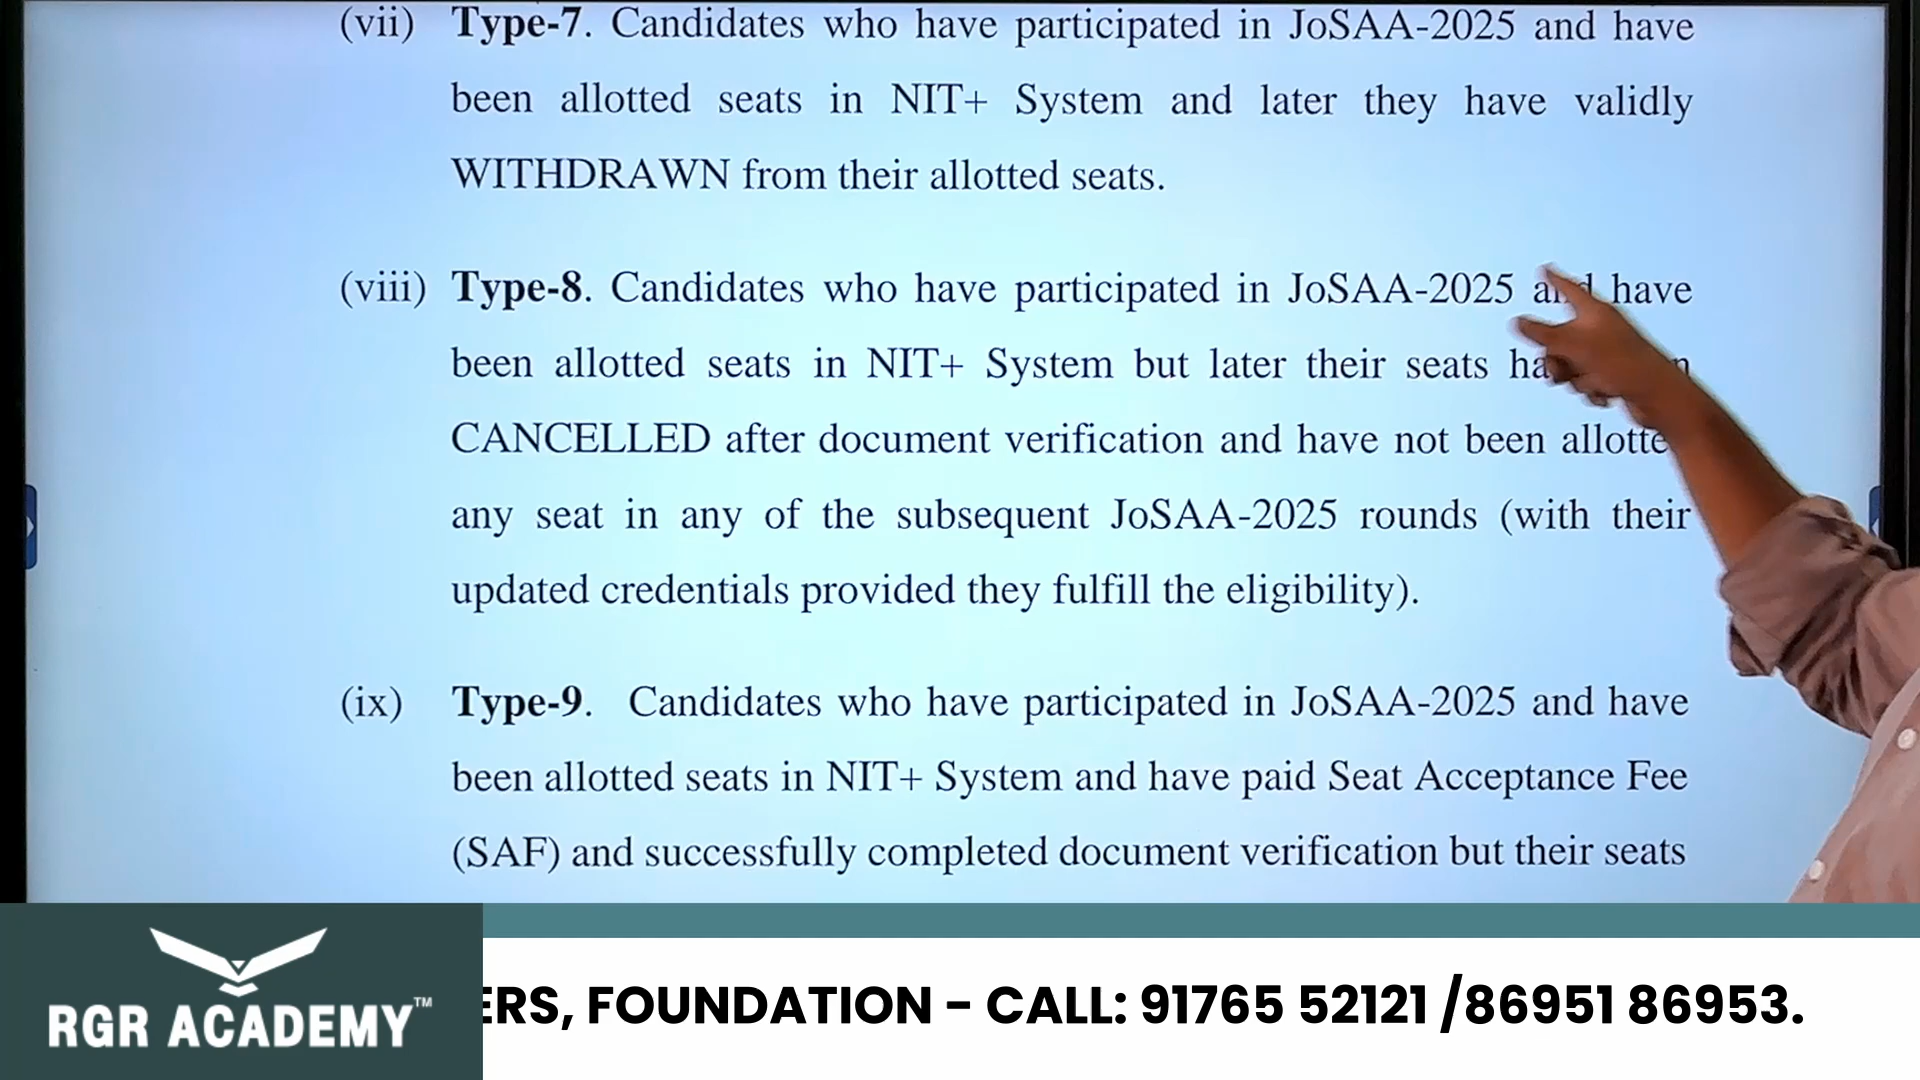 (vii) Type-7. Candidates who have participated in JoSAA-2025 and have
been allotted seats in NIT+ System and later they have validly
WITHDRAWN from their allotted seats.
(viii) Type-8. Candidates who have participated in JoSAA-2025 and have
been allotted seats in NIT+ System but later their seats
CANCELLED after document verification and have not been
any seat in any of the subsequent JoSAA-2025 rounds (with their
updated credentials provided they fulfill the eligibility).
(ix) Type-9. Candidates who have participated in JoSAA-2025 and have
been allotted seats in NIT+ System and have paid Seat Acceptance Fee
(SAF) and successfully completed document verification but their seats
RGR ACADEMY™
ERS, FOUNDATION - CALL: 91765 52121 /86951 86953.